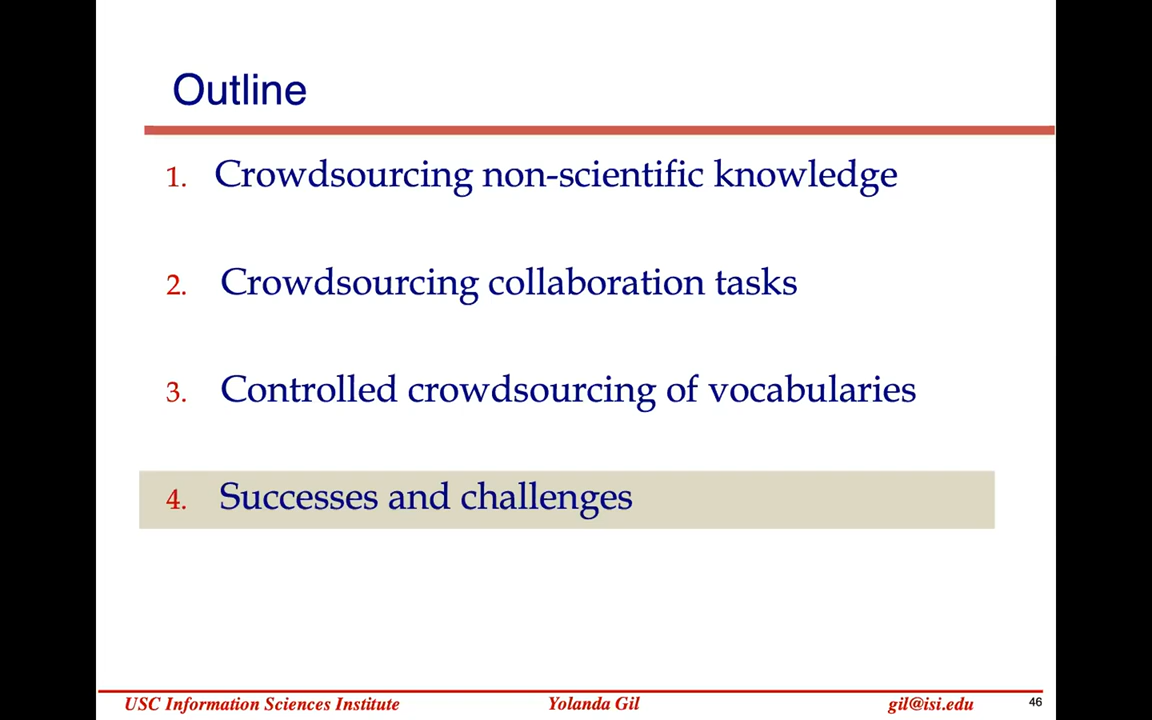 Outline
1. Crowdsourcing non-scientific knowledge
2. Crowdsourcing collaboration tasks
3. Controlled crowdsourcing of vocabularies
4. Successes and challenges
USC Information Sciences Institute Yolanda Gil gil@isi.edu 46